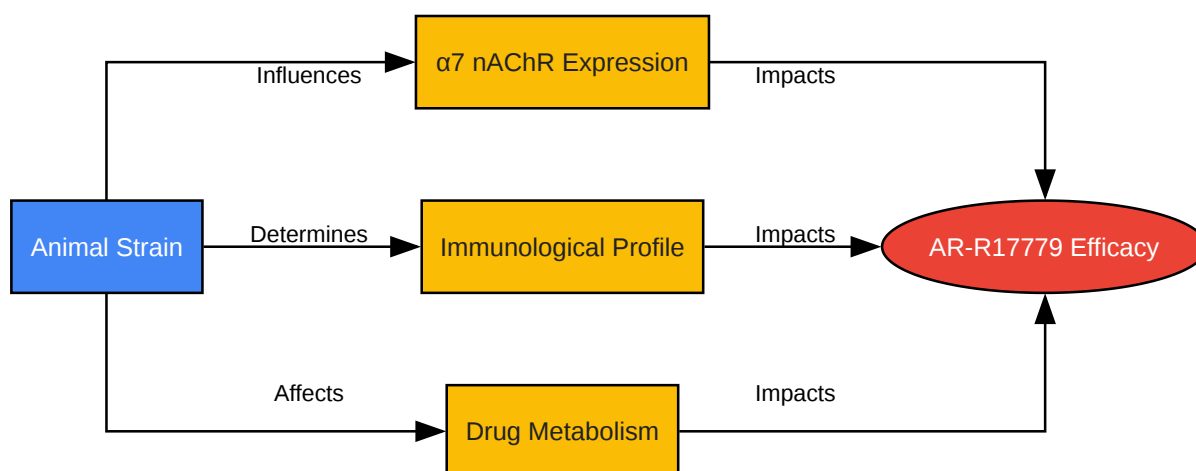 α7 nAChR Expression
Influences
Impacts
Animal Strain
Determines
Immunological Profile
Impacts
AR-R17779 Efficacy
Affects
Impacts
Drug Metabolism